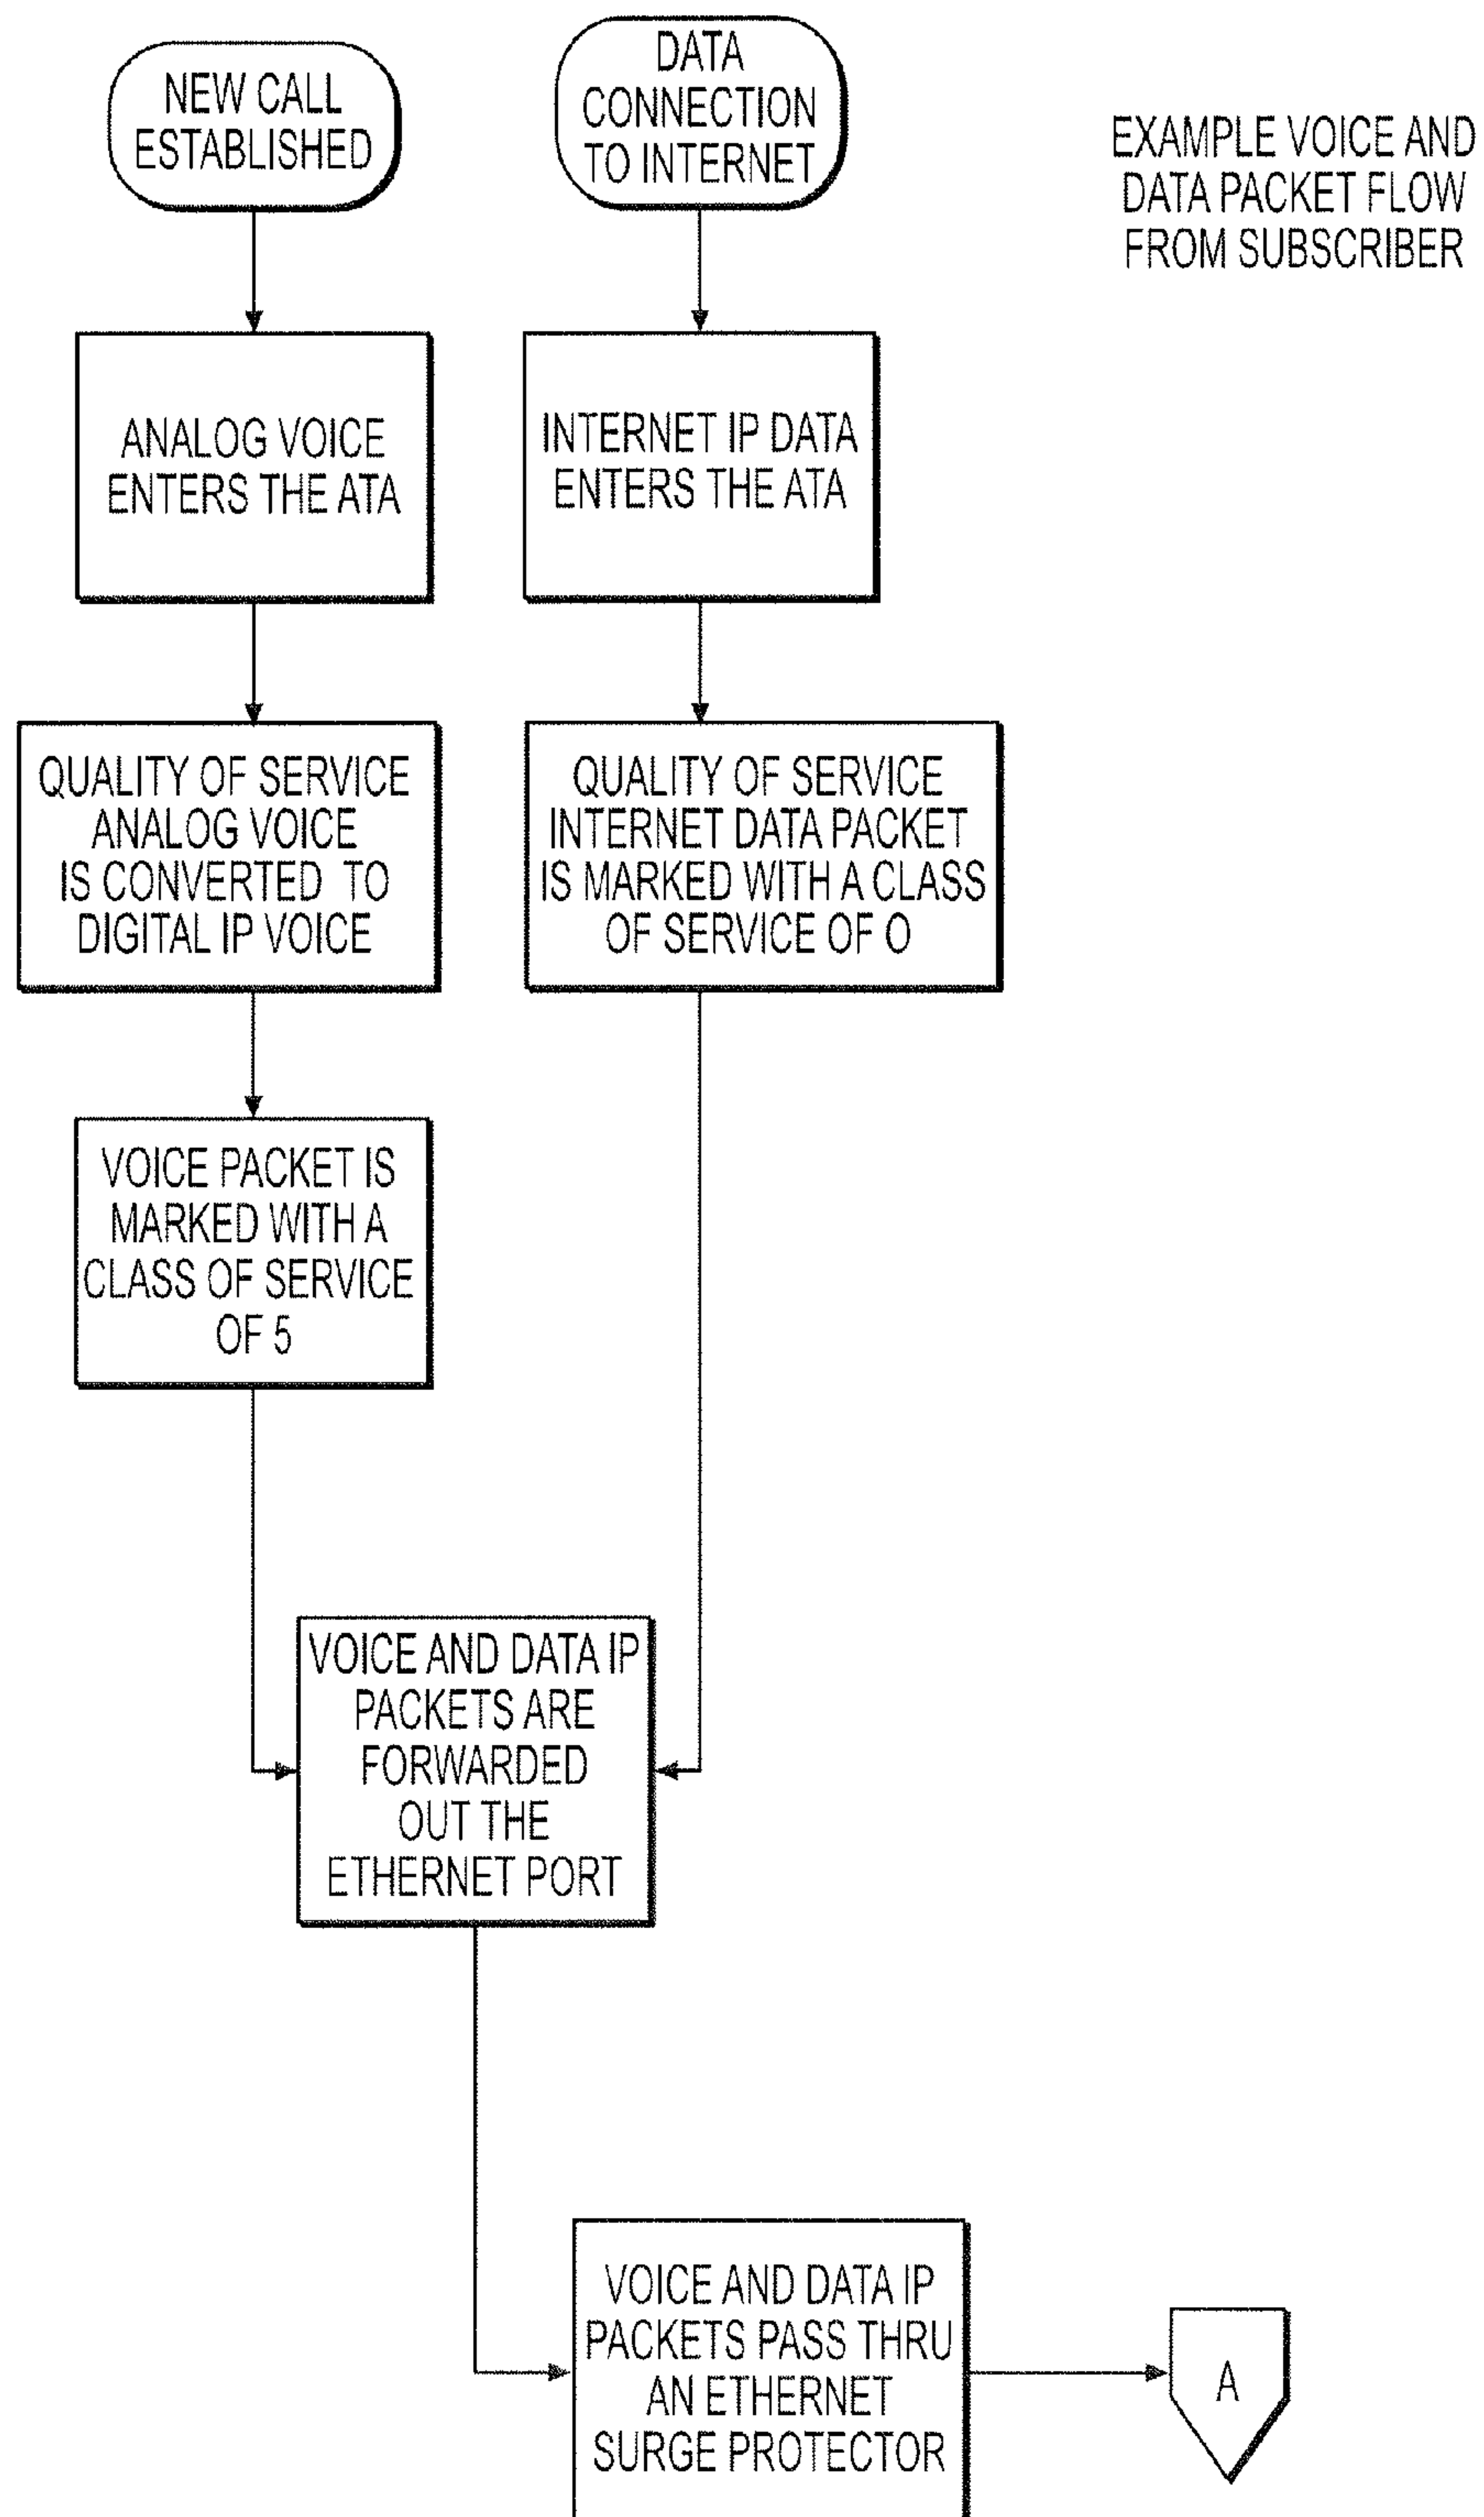 NEW CALL
ESTABLISHED
DATA
CONNECTION
TO INTERNET
EXAMPLE VOICE AND
DATA PACKET FLOW
FROM SUBSCRIBER
ANALOG VOICE
ENTERS THE ATA
INTERNET IP DATA
ENTERS THE ATA
QUALITY OF SERVICE
ANALOG VOICE
IS CONVERTED TO
DIGITAL IP VOICE
QUALITY OF SERVICE
INTERNET DATA PACKET
IS MARKED WITH A CLASS
OF SERVICE OF O
VOICE PACKET IS
MARKED WITH A
CLASS OF SERVICE
OF 5
VOICE AND DATA IP
PACKETS ARE
FORWARDED
OUT THE
ETHERNET PORT
VOICE AND DATA IP
PACKETS PASS THRU
AN ETHERNET
SURGE PROTECTOR
A